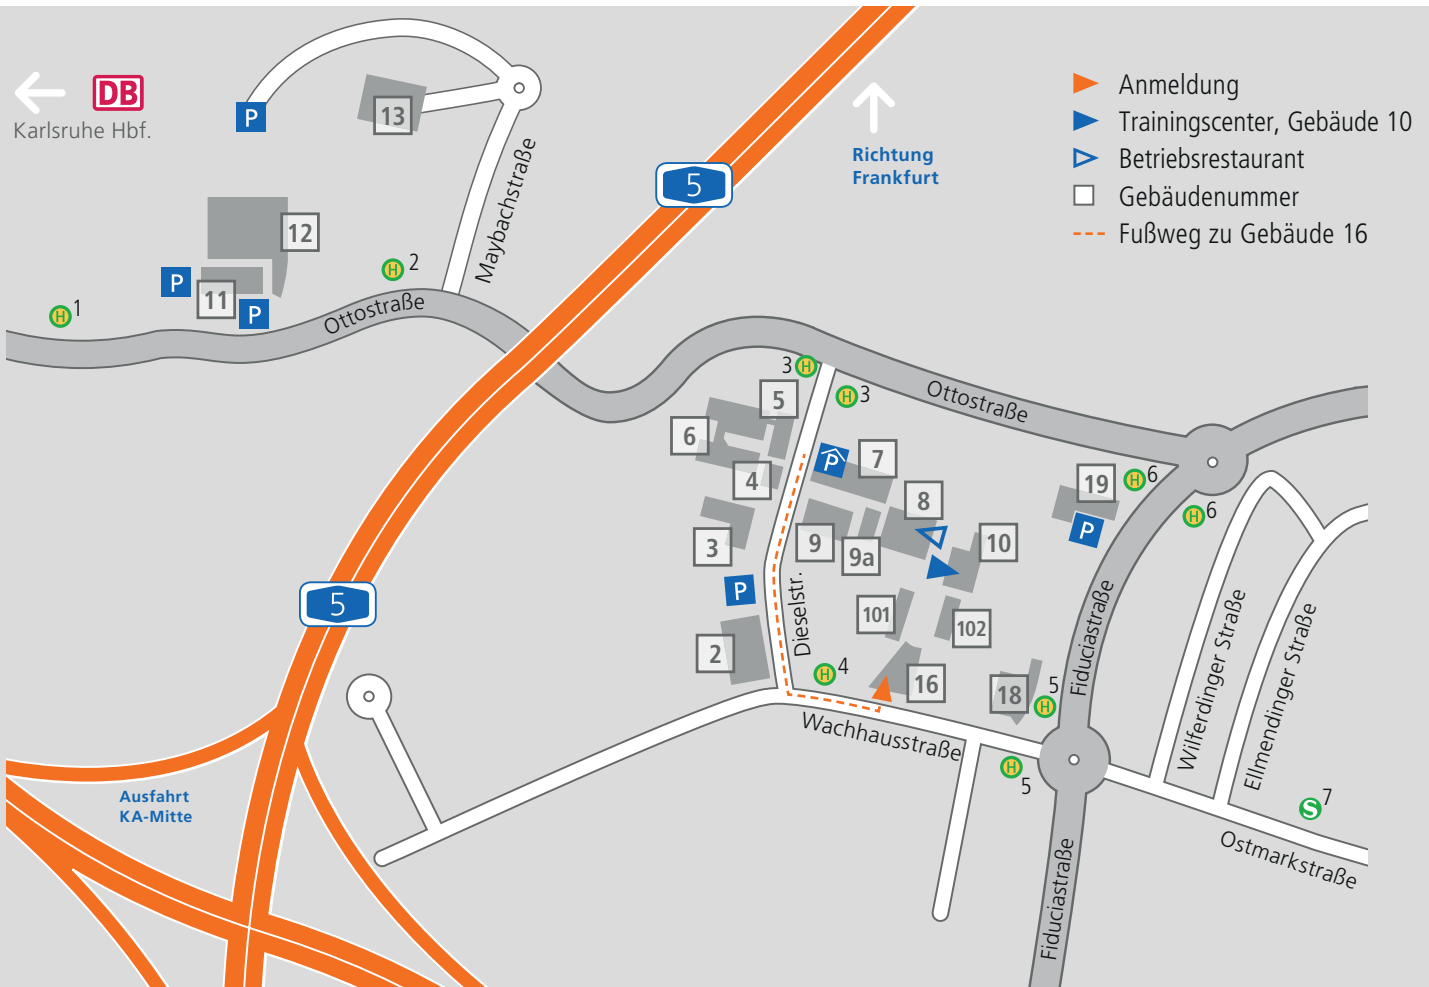 DB
Karlsruhe Hbf.
P
13
Maybachstraße
5
Richtung
Frankfurt
Anmeldung
Trainingscenter, Gebäude 10
Betriebsrestaurant
Gebäudenummer
Fußweg zu Gebäude 16
12
P
11
P
H 1
H 2
Ottostraße
3 H
H 3
Ottostraße
5
6
4
P
7
8
3
9
9a
10
19
P
H 6
H 6
5
P
2
Dieselstr.
101
102
H 4
16
18
5
H
Fiduciastraße
Wilferdinger Straße
Ellmendinger Straße
Wachhausstraße
H
5
S 7
Ostmarkstraße
Ausfahrt
KA-Mitte
Fiduciastraße